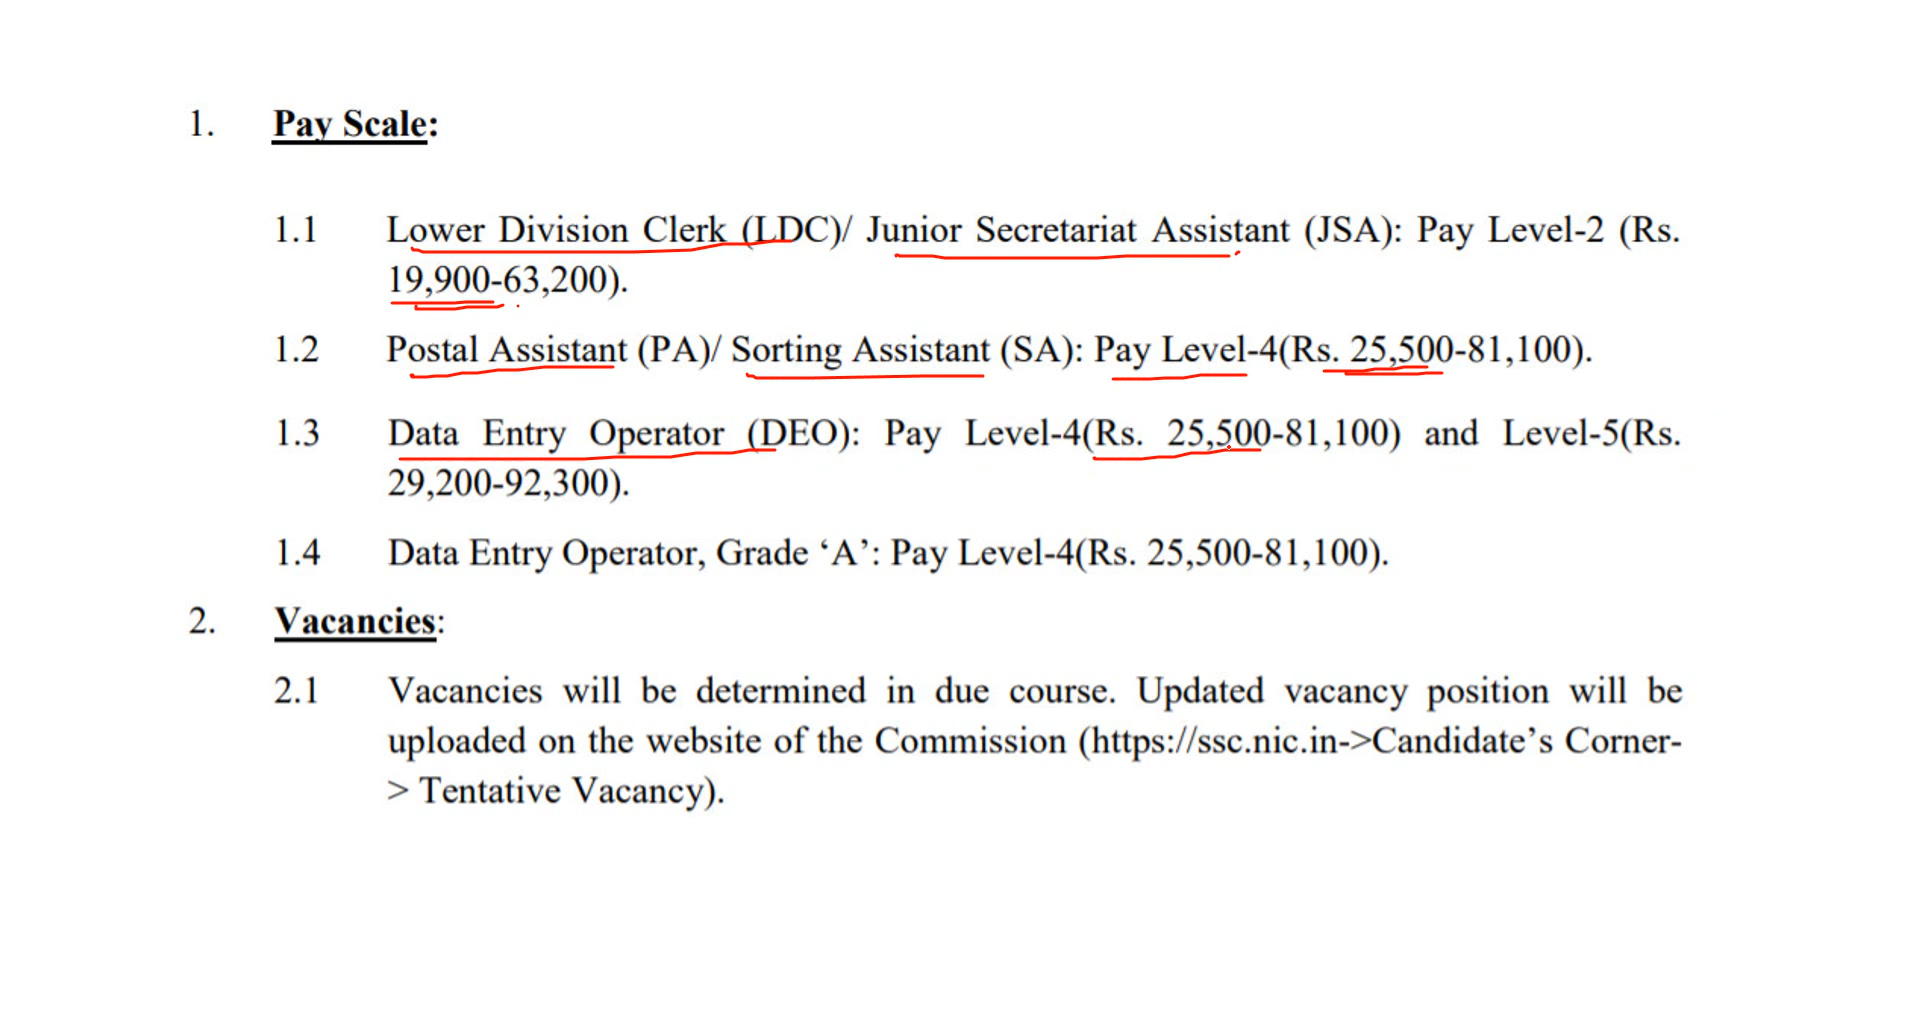 1. Pay Scale:
1.1 Lower Division Clerk (LDC)/ Junior Secretariat Assistant (JSA): Pay Level-2 (Rs.
19,900-63,200).
1.2 Postal Assistant (PA)/ Sorting Assistant (SA): Pay Level-4(Rs. 25,500-81,100).
1.3 Data Entry Operator (DEO): Pay Level-4(Rs. 25,500-81,100) and Level-5(Rs.
29,200-92,300).
1.4 Data Entry Operator, Grade ‘A’: Pay Level-4(Rs. 25,500-81,100).
2. Vacancies:
2.1 Vacancies will be determined in due course. Updated vacancy position will be
uploaded on the website of the Commission (https://ssc.nic.in->Candidate’s Corner-
> Tentative Vacancy).